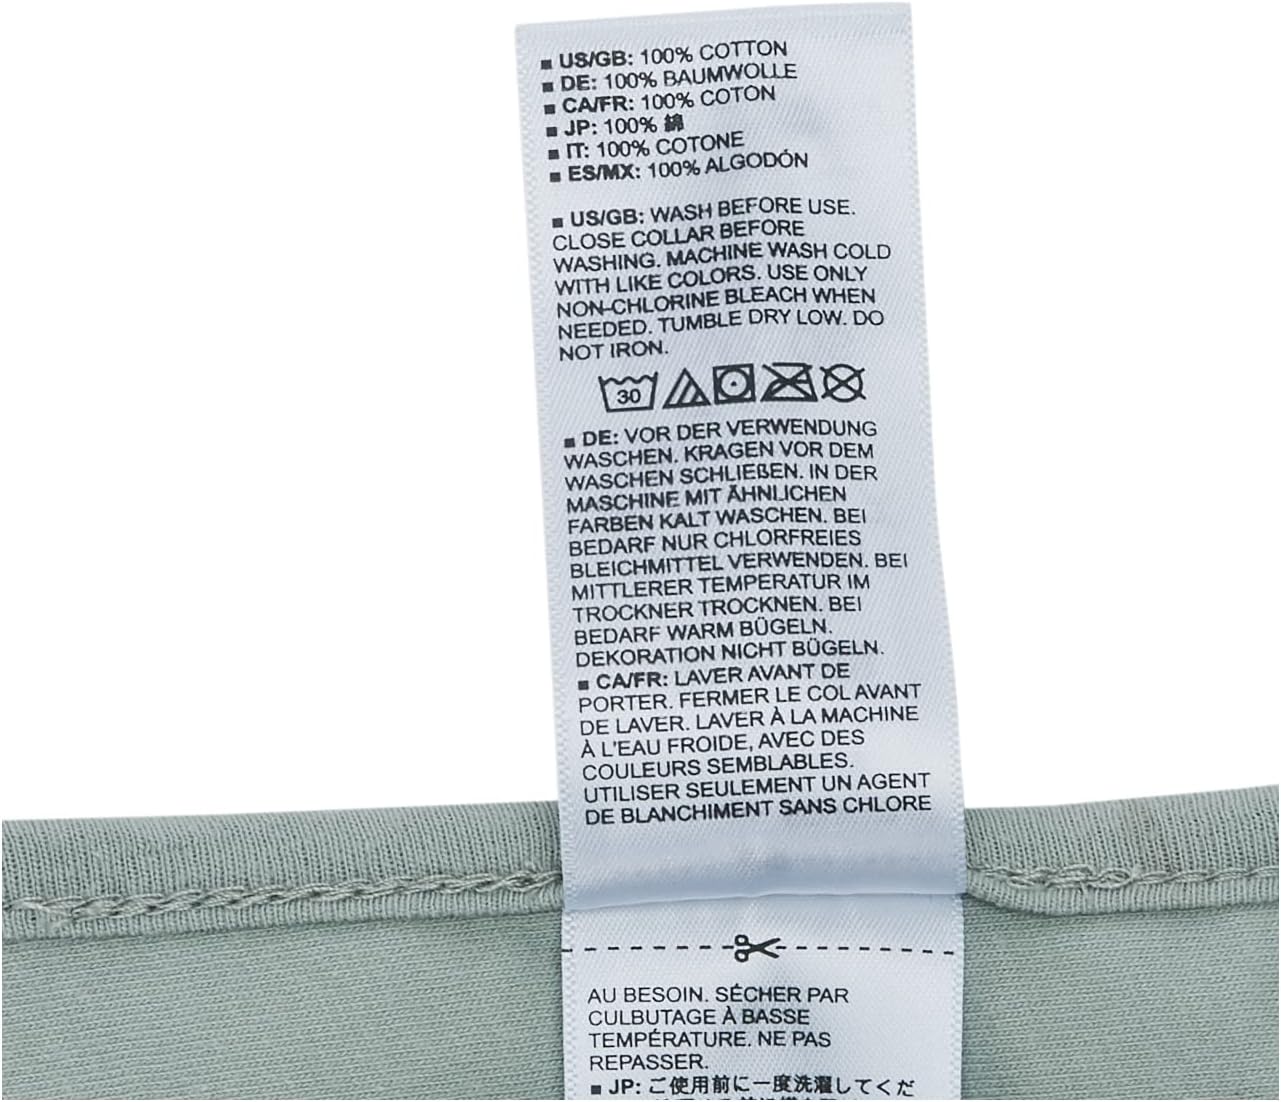 ■ US/GB: 100% COTTON
■ DE: 100% BAUMWOLLE
■ CA/FR: 100% COTON
■ JP: 100% 綿
■ IT: 100% COTONE
■ ES/MX: 100% ALGODÓN
■ US/GB: WASH BEFORE USE.
CLOSE COLLAR BEFORE
WASHING. MACHINE WASH COLD
WITH LIKE COLORS. USE ONLY
NON-CHLORINE BLEACH WHEN
NEEDED. TUMBLE DRY LOW. DO
NOT IRON.
30
■ DE: VOR DER VERWENDUNG
WASCHEN. KRAGEN VOR DEM
WASCHEN SCHLIEßEN. IN DER
MASCHINE MIT ÄHNLICHEN
FARBEN KALT WASCHEN. BEI
BEDARF NUR CHLORFREIES
BLEICHMITTEL VERWENDEN. BEI
MITTLERER TEMPERATUR IM
TROCKNER TROCKNEN. BEI
BEDARF WARM BÜGELN.
DEKORATION NICHT BÜGELN.
■ CA/FR: LAVER AVANT DE
PORTER. FERMER LE COL AVANT
DE LAVER. LAVER À LA MACHINE
À L'EAU FROIDE, AVEC DES
COULEURS SEMBLABLES.
UTILISER SEULEMENT UN AGENT
DE BLANCHIMENT SANS CHLORE
AU BESOIN. SÉCHER PAR
CULBUTAGE À BASSE
TEMPÉRATURE. NE PAS
REPASSER.
■ JP: ご使用前に一度洗濯してくだ